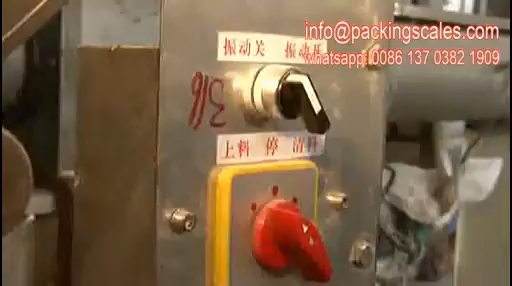 info@packingscales.com
whatsapp: 0086 137 0382 1909
振动关 振动开
316
上料 停 清料